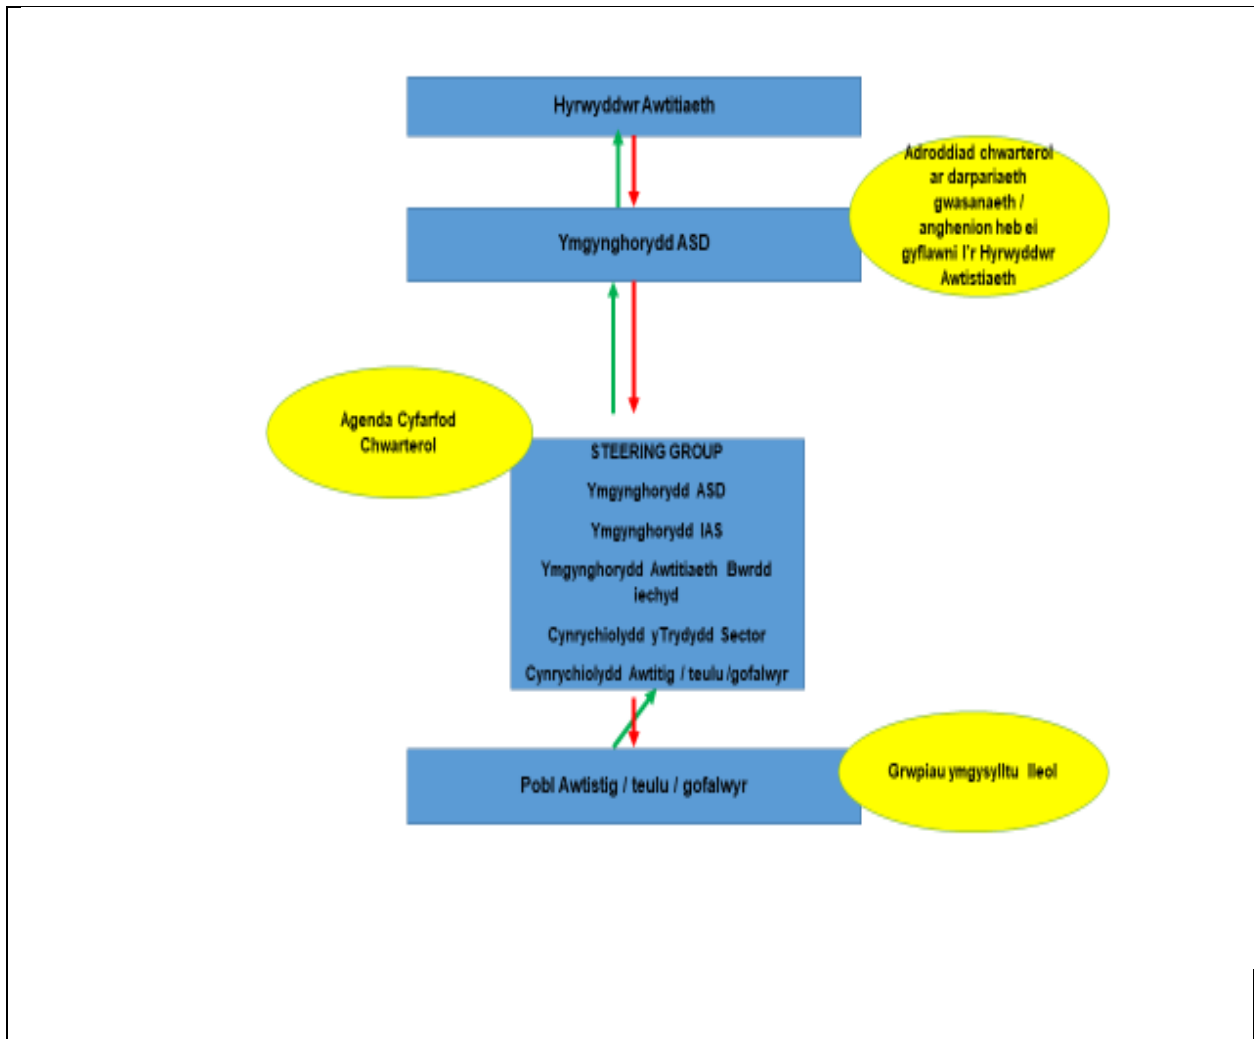 Hyrwyddwr Awtitiaeth
Adroddiad chwarterol
ar darpariaeth
gwasanaeth /
anghenion heb ei
gyflawni I'r Hyrwyddwr
Awtistiaeth
Ymgynghorydd ASD
Agenda Cyfarfod
Chwarterol
STEERING GROUP
Ymgynghorydd ASD
Ymgynghorydd IAS
Ymgynghorydd Awtitiaeth Bwrdd
iechyd
Cynrychiolydd yTrydydd Sector
Cynrychiolydd Awtitig / teulu /gofalwyr
Pobl Awtistig / teulu / gofalwyr
Grwpiau ymgysylltu lleol